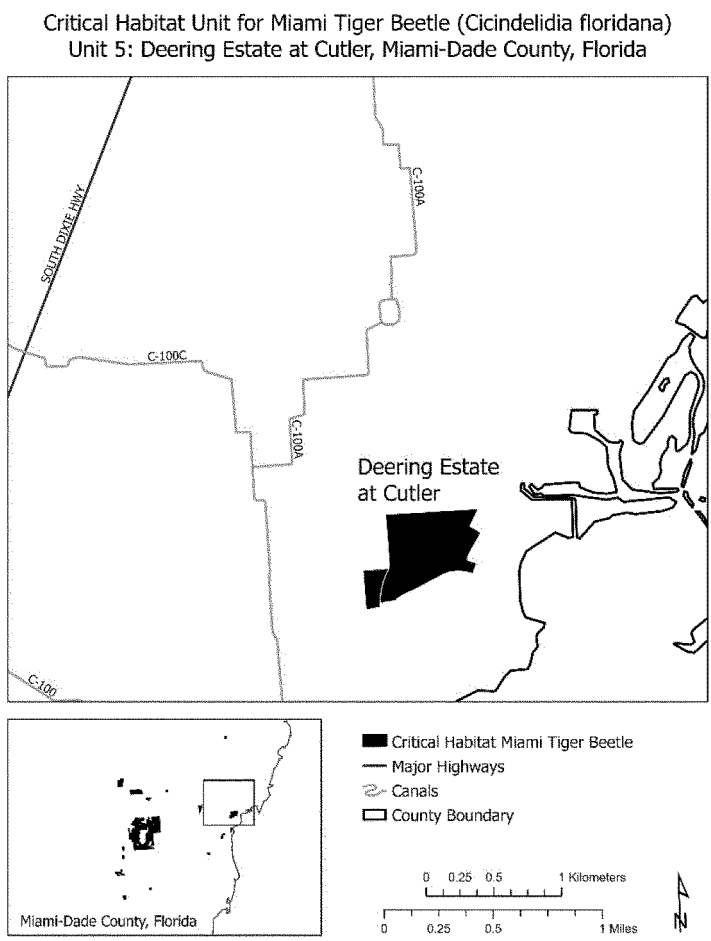 Critical Habitat Unit for Miami Tiger Beetle (Cicindelidia floridana)
Unit 5: Deering Estate at Cutler, Miami-Dade County, Florida
C-100A
SOUTH DIXIE HWY
C-100C
C-100A
Deering Estate
at Cutler
C-100
Critical Habitat Miami Tiger Beetle
Major Highways
Canals
County Boundary
Miami-Dade County, Florida
0 0.25 0.5 1 Kilometers
0 0.25 0.5 1 Miles
N